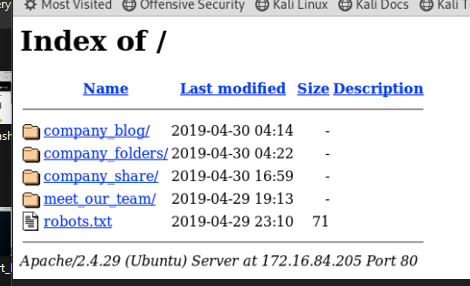 Most Visited Offensive Security Kali Linux Kali Docs Kali
Index of /
Name Last modified Size Description
company_blog/ 2019-04-30 04:14 -
company_folders/ 2019-04-30 04:22 -
company_share/ 2019-04-30 16:59 -
meet_our_team/ 2019-04-29 19:13 -
robots.txt 2019-04-29 23:10 71
Apache/2.4.29 (Ubuntu) Server at 172.16.84.205 Port 80